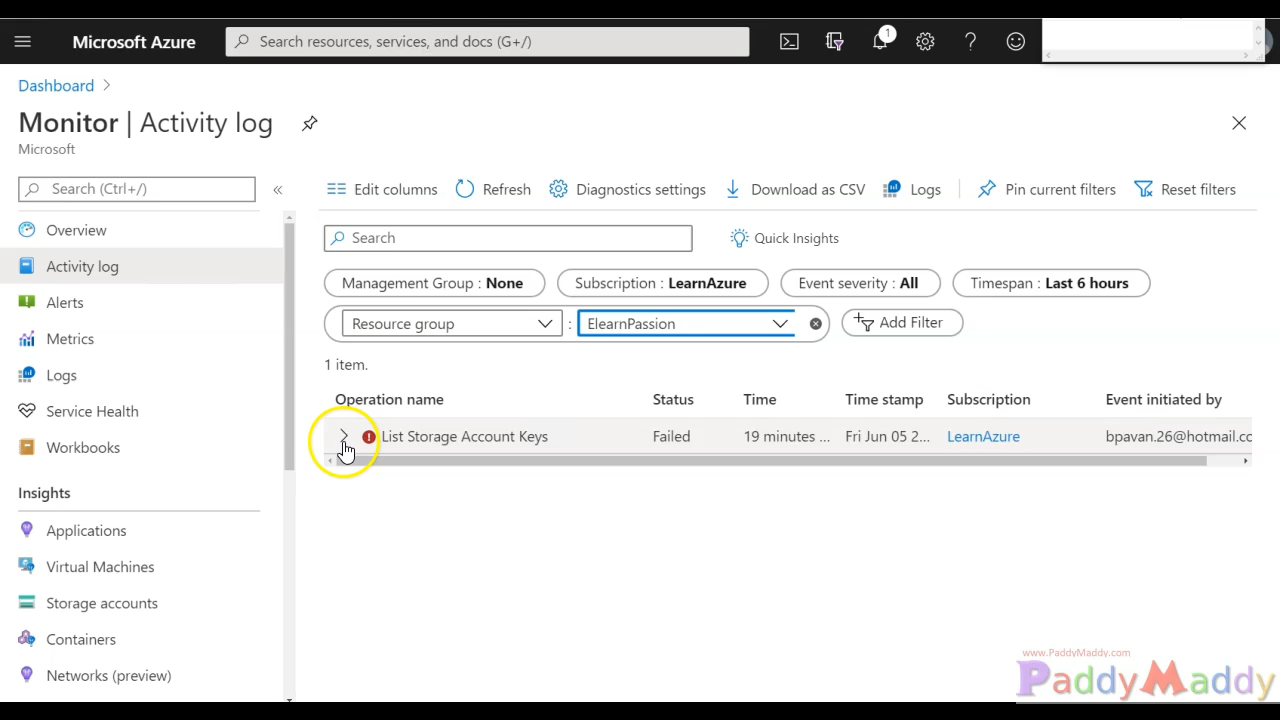 Microsoft Azure
Search resources, services, and docs (G+/)
1
Dashboard
Monitor | Activity log
Microsoft
Search (Ctrl+/)
Overview
Activity log
Alerts
Metrics
Logs
Service Health
Workbooks
Insights
Applications
Virtual Machines
Storage accounts
Containers
Networks (preview)
Edit columns Refresh Diagnostics settings Download as CSV Logs Pin current filters Reset filters
Search Quick Insights
Management Group : None Subscription : LearnAzure Event severity : All Timespan : Last 6 hours
Resource group : ElearnPassion Add Filter
1 item.
Operation name Status Time Time stamp Subscription Event initiated by
List Storage Account Keys Failed 19 minutes ... Fri Jun 05 2... LearnAzure bpavan.26@hotmail.co
www.PaddyMaddy.com
PaddyMaddy